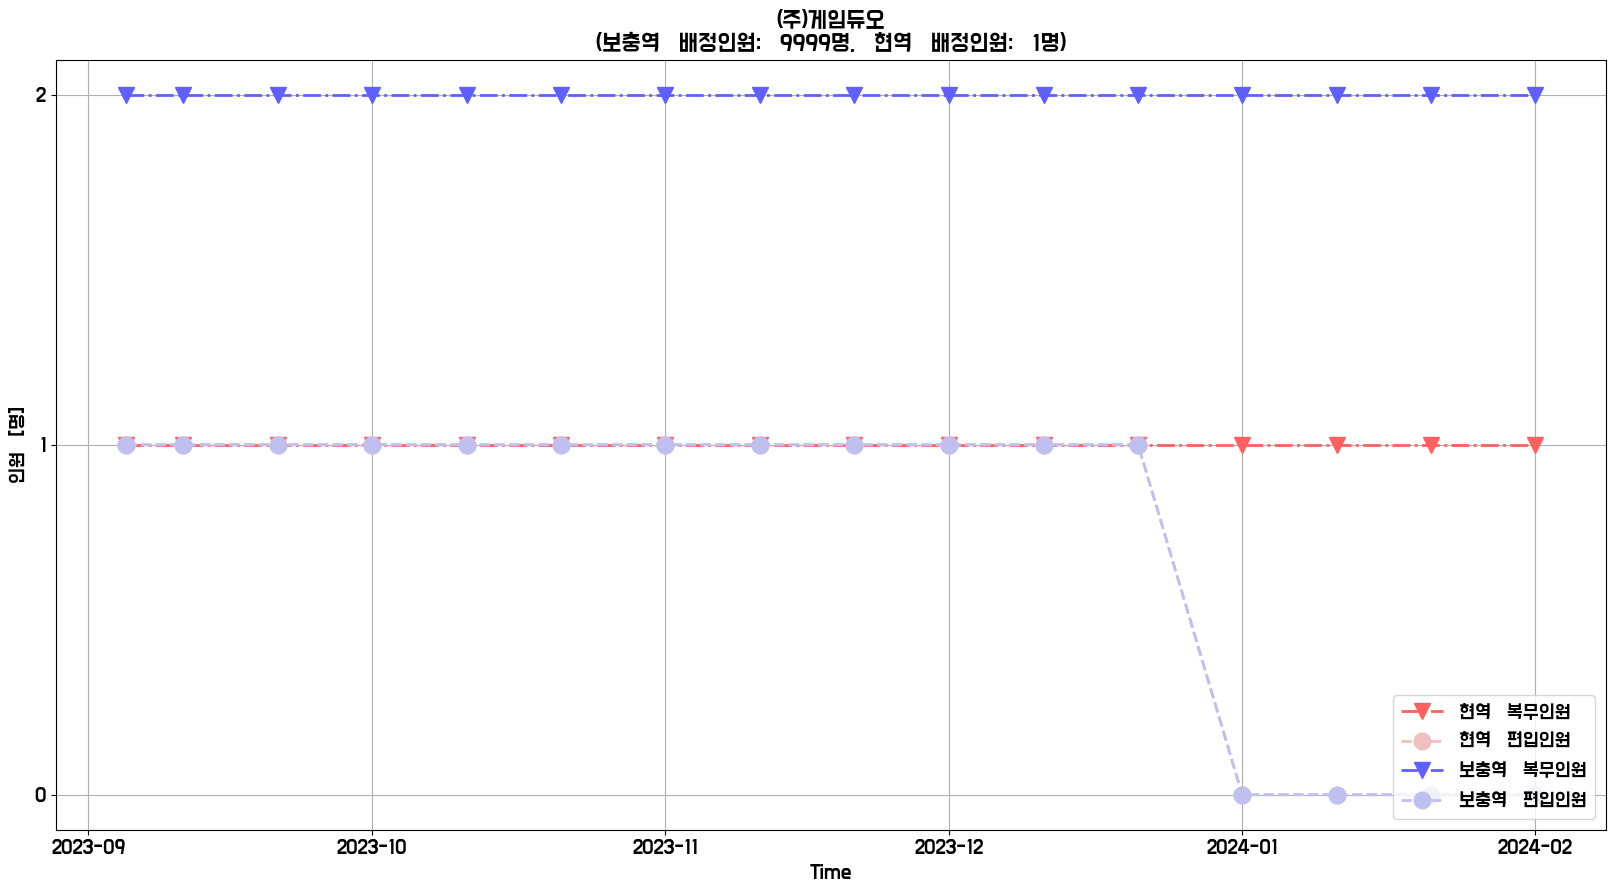 (주)게임듀오
(보충역 배정인원: 9999명, 현역 배정인원: 1명)
인원 [명]
2
1
0
현역 복무인원
현역 편입인원
보충역 복무인원
보충역 편입인원
2023-09 2023-10 2023-11 2023-12 2024-01 2024-02
Time